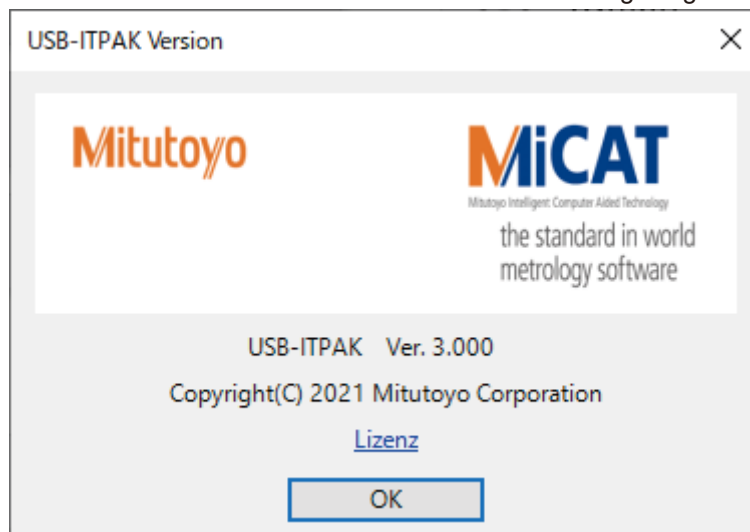 USB-ITPAK Version
Mitutoyo
MiCAT
Mitutoyo Intelligent Computer Aided Technology
the standard in world
metrology software
USB-ITPAK Ver. 3.000
Copyright(C) 2021 Mitutoyo Corporation
Lizenz
OK